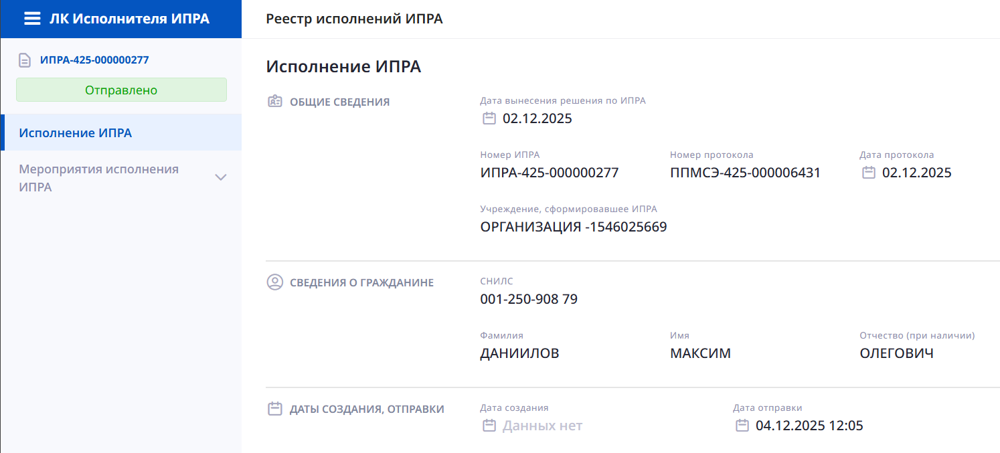 ЛК Исполнителя ИПРА
Реестр исполнений ИПРА
ИПРА-425-000000277
Отправлено
Исполнение ИПРА
Мероприятия исполнения
ИПРА
Исполнение ИПРА
ОБЩИЕ СВЕДЕНИЯ
Дата вынесения решения по ИПРА
02.12.2025
Номер ИПРА
ИПРА-425-000000277
Номер протокола
ППМСЭ-425-000006431
Дата протокола
02.12.2025
Учреждение, сформировавшее ИПРА
ОРГАНИЗАЦИЯ -1546025669
СВЕДЕНИЯ О ГРАЖДАНИНЕ
СНИЛС
001-250-908 79
Фамилия
ДАНИИЛОВ
Имя
МАКСИМ
Отчество (при наличии)
ОЛЕГОВИЧ
ДАТЫ СОЗДАНИЯ, ОТПРАВКИ
Дата создания
Данных нет
Дата отправки
04.12.2025 12:05